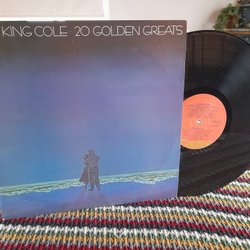 KING COLE · 20 GOLDEN GREATS